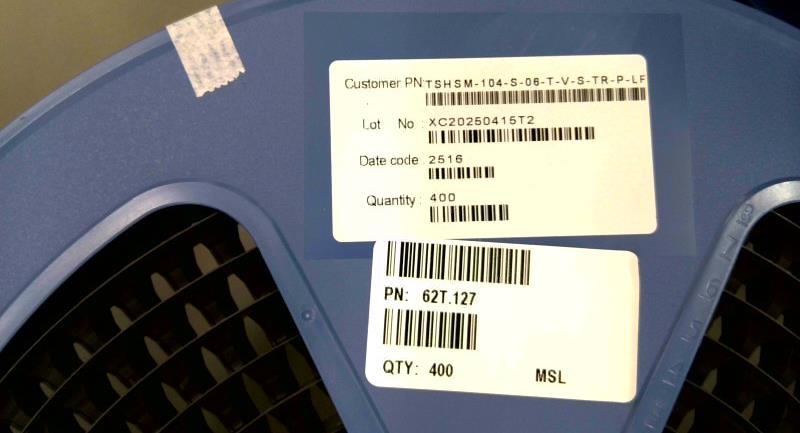 Customer PN: TSHSM-104-S-06-T-V-S-TR-P-LF
Lot No : XC20250415T2
Date code : 2516
Quantity : 400
PN: 62T.127
QTY: 400 MSL